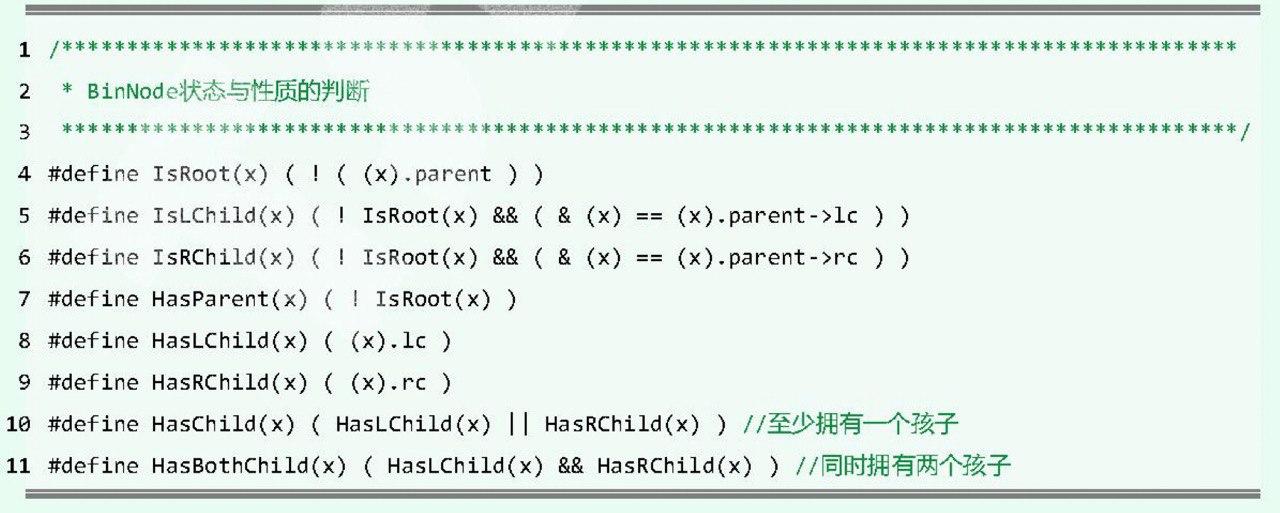 1 /******************************************************************************************
2 * BinNode状态与性质的判断
3 ******************************************************************************************/
4 #define IsRoot(x) ( ! ( (x).parent ) )
5 #define IsLChild(x) ( ! IsRoot(x) && ( & (x) == (x).parent->lc ) )
6 #define IsRChild(x) ( ! IsRoot(x) && ( & (x) == (x).parent->rc ) )
7 #define HasParent(x) ( ! IsRoot(x) )
8 #define HasLChild(x) ( (x).lc )
9 #define HasRChild(x) ( (x).rc )
10 #define HasChild(x) ( HasLChild(x) || HasRChild(x) ) //至少拥有一个孩子
11 #define HasBothChild(x) ( HasLChild(x) && HasRChild(x) ) //同时拥有两个孩子